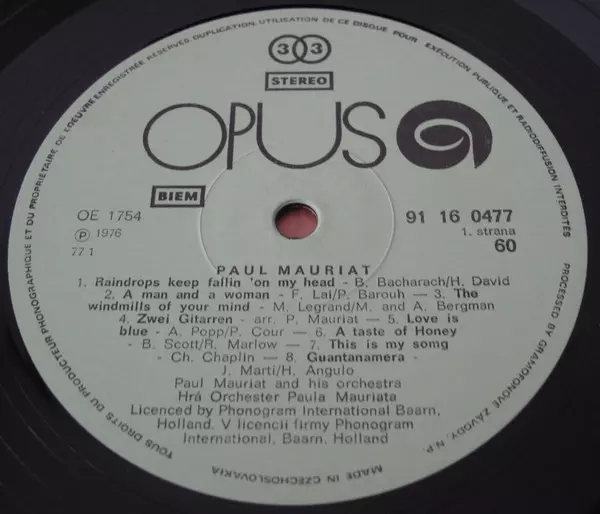 TOUS DROITS DU PRODUCTEUR PHONOGRAPHIQUE ET DU PROPRIETAIRE DE L'OEUVRE ENREGISTRÉE RESERVÉS DUPLICATION, UTILISATION DE CE DISQUE POUR EXÉCUTION PUBLIQUE ET RADIODIFFUSION INTERDITES
33
STEREO
OPUS
BIEM
OE 1754
℗ 1976
77 1
91 16 0477
1. strana
60
PAUL MAURIAT
1. Raindrops keep fallin 'on my head - B. Bacharach/H. David
2. A man and a woman - F. Lai/P. Barouh - 3. The
windmills of your mind - M. Legrand/M. and A. Bergman
4. Zwei Gitarren - arr. P. Mauriat - 5. Love is
blue - A. Popp/P. Cour - 6. A taste of Honey
- B. Scott/R. Marlow - 7. This is my somg
- Ch. Chaplin - 8. Guantanamera -
J. Marti/H. Angulo
Paul Mauriat and his orchestra
Hrá Orchester Paula Mauriata
Licenced by Phonogram International Baarn,
Holland. V licencii firmy Phonogram
International, Baarn, Holland
MADE IN CZECHOSLOVAKIA
PROCESSED BY GRAMOFONOVÉ ZÁVODY, N.P.